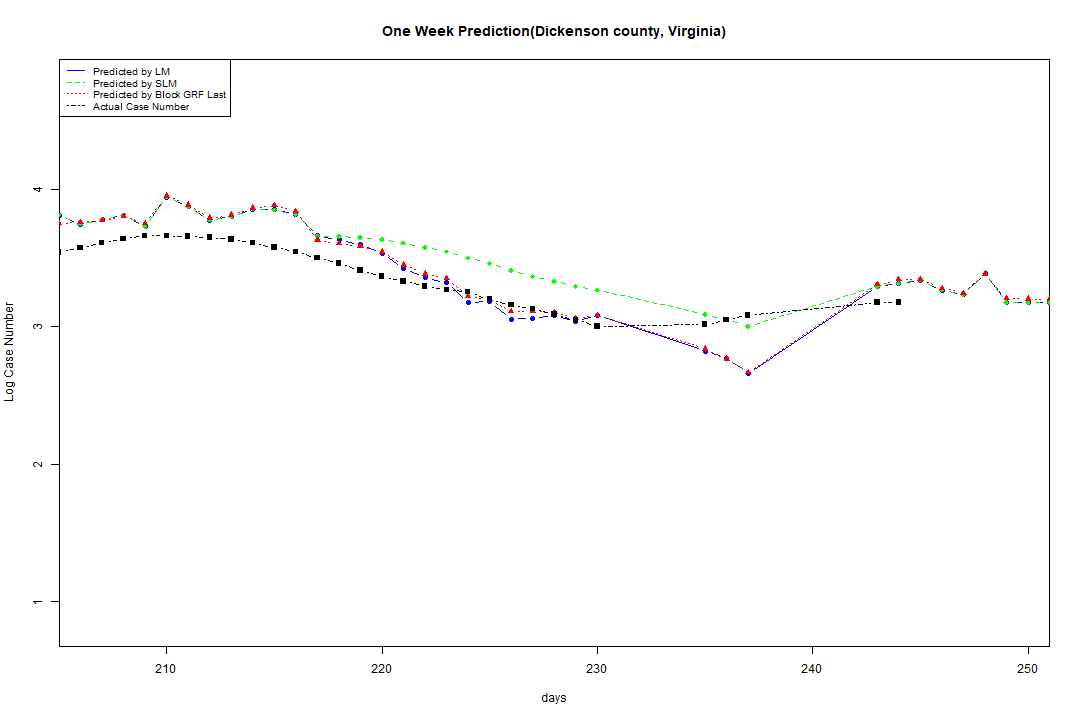 One Week Prediction(Dickenson county, Virginia)
Predicted by LM
Predicted by SLM
Predicted by Block GRF Last
Actual Case Number
4
3
2
1
Log Case Number
210 220 230 240 250
days